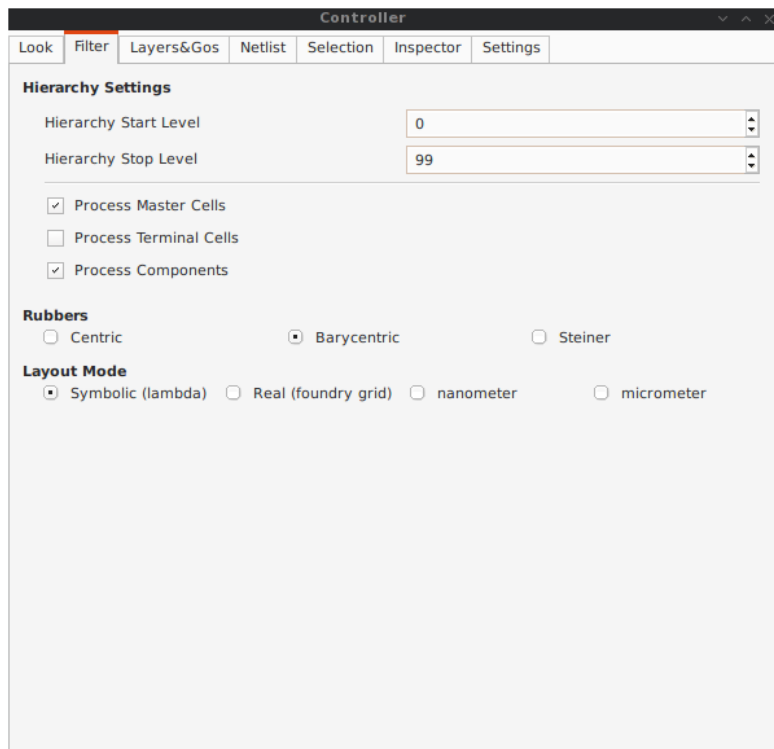 Controller
Look Filter Layers&Gos Netlist Selection Inspector Settings
Hierarchy Settings
Hierarchy Start Level 0
Hierarchy Stop Level 99
Process Master Cells
Process Terminal Cells
Process Components
Rubbers
Centric Barycentric Steiner
Layout Mode
Symbolic (lambda) Real (foundry grid) nanometer micrometer